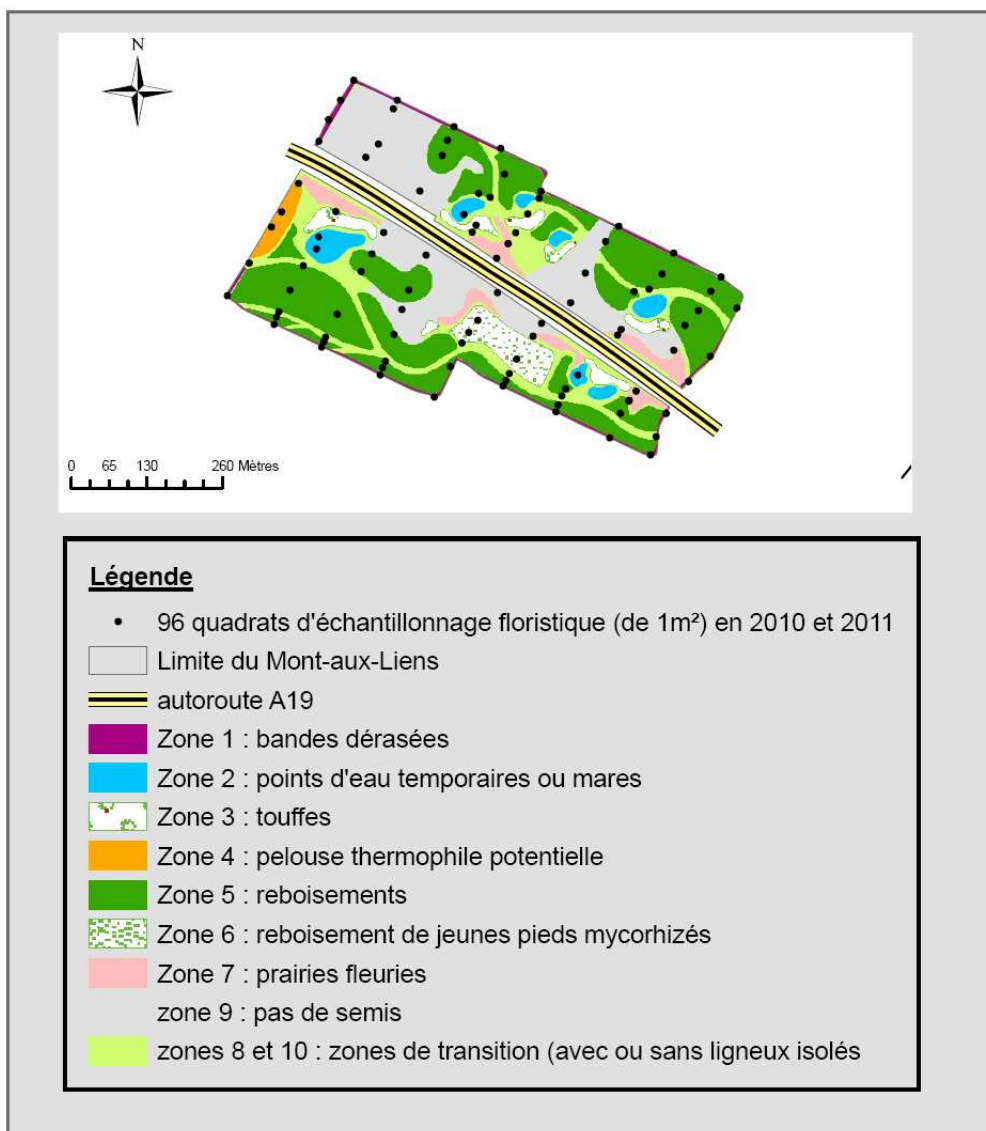 N
0 65 130 260 Mètres
Légende
• 96 quadrats d'échantillonnage floristique (de 1m²) en 2010 et 2011
Limite du Mont-aux-Liens
autoroute A19
Zone 1 : bandes dérasées
Zone 2 : points d'eau temporaires ou mares
Zone 3 : touffes
Zone 4 : pelouse thermophile potentielle
Zone 5 : reboisements
Zone 6 : reboisement de jeunes pieds mycorhizés
Zone 7 : prairies fleuries
zone 9 : pas de semis
zones 8 et 10 : zones de transition (avec ou sans ligneux isolés